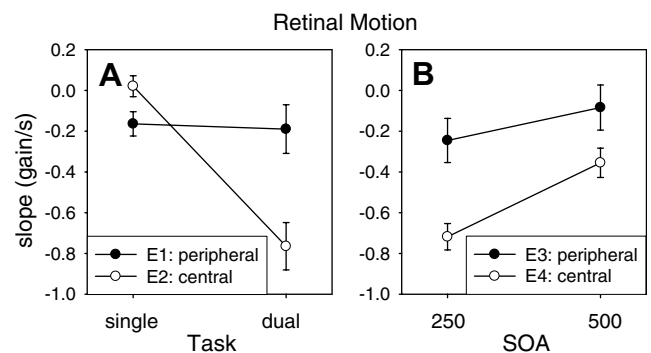 Retinal Motion
slope (gain/s)
A
0.2
0.0
-0.2
-0.4
-0.6
-0.8
-1.0
E1: peripheral
E2: central
single
dual
Task
B
0.2
0.0
-0.2
-0.4
-0.6
-0.8
-1.0
E3: peripheral
E4: central
250
500
SOA